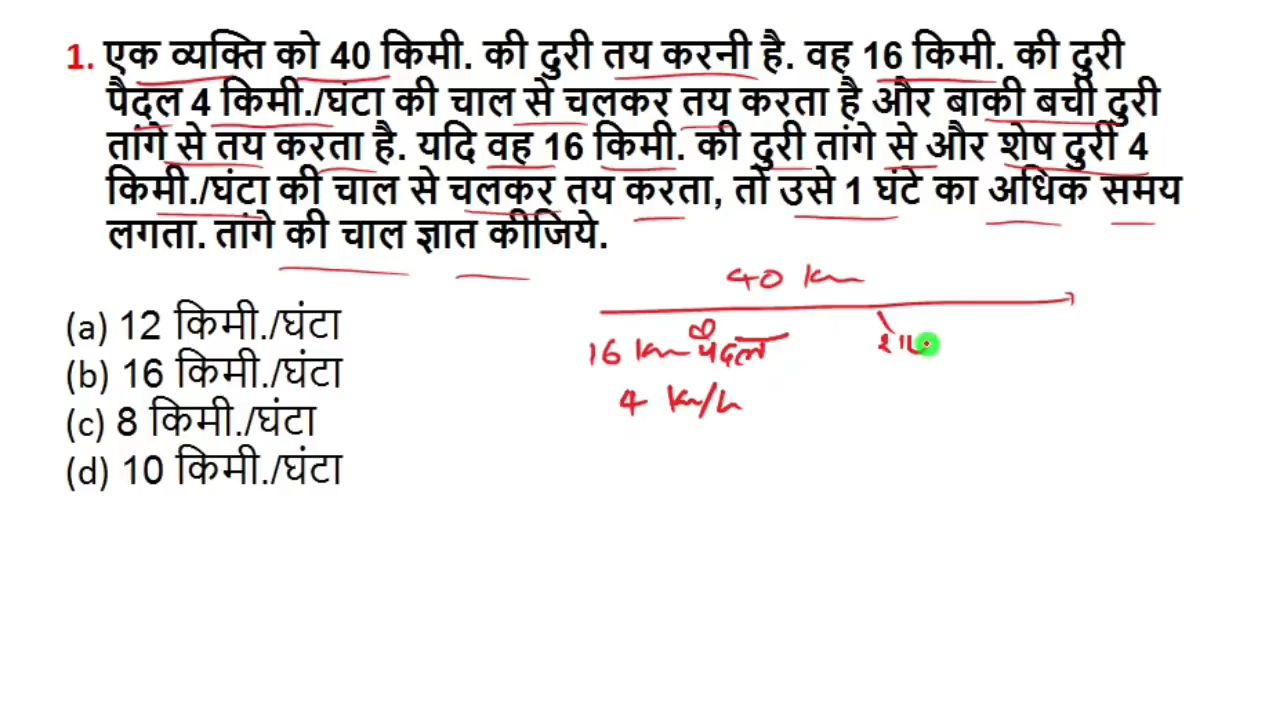 1. एक व्यक्ति को 40 किमी. की दुरी तय करनी है. वह 16 किमी. की दुरी
पैदल 4 किमी./घंटा की चाल से चलकर तय करता है और बाकी बची दुरी
तांगे से तय करता है. यदि वह 16 किमी. की दुरी तांगे से और शेष दुरी 4
किमी./घंटा की चाल से चलकर तय करता, तो उसे 1 घंटे का अधिक समय
लगता. तांगे की चाल ज्ञात कीजिये.
40 km
16 km पैदल
4 km/h
(a) 12 किमी./घंटा
(b) 16 किमी./घंटा
(c) 8 किमी./घंटा
(d) 10 किमी./घंटा